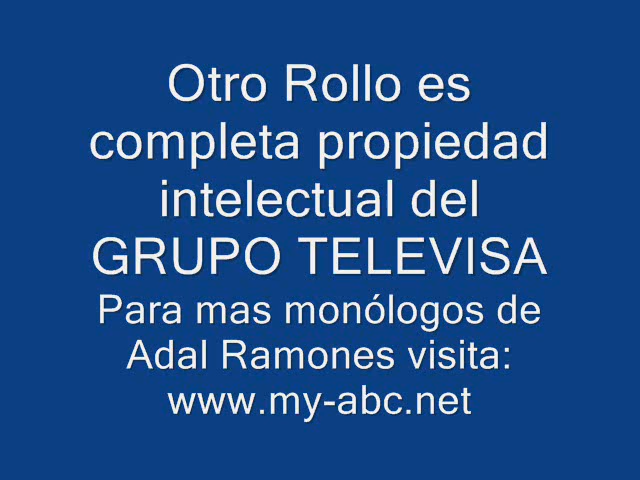 Otro Rollo es
completa propiedad
intelectual del
GRUPO TELEVISA
Para mas monólogos de
Adal Ramones visita:
www.my-abc.net